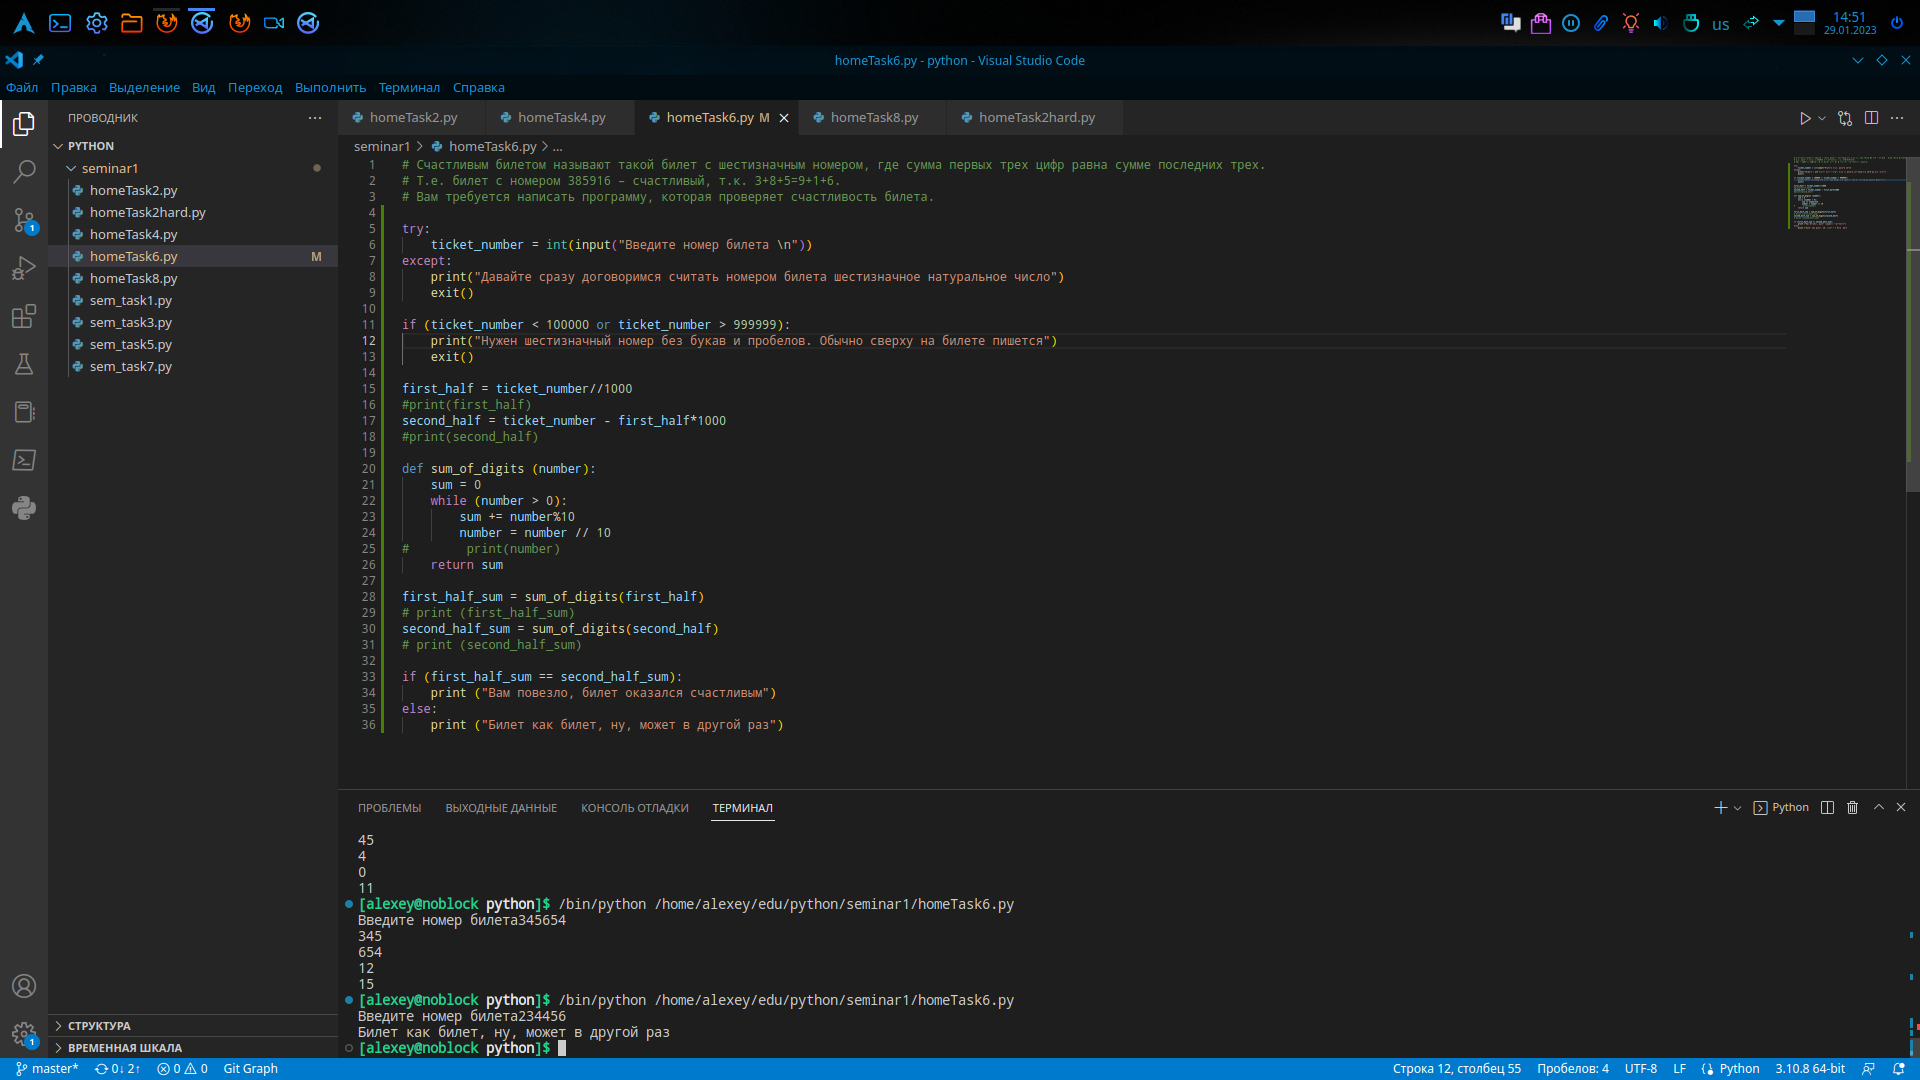 us
14:51
29.01.2023
homeTask6.py - python - Visual Studio Code
Файл Правка Выделение Вид Переход Выполнить Терминал Справка
ПРОВОДНИК
PYTHON
seminar1
homeTask2.py
homeTask2hard.py
homeTask4.py
homeTask6.py M
homeTask8.py
sem_task1.py
sem_task3.py
sem_task5.py
sem_task7.py
СТРУКТУРА
ВРЕМЕННАЯ ШКАЛА
1
1
homeTask2.py homeTask4.py homeTask6.py M homeTask8.py homeTask2hard.py
seminar1 > homeTask6.py > ...
1 # Счастливым билетом называют такой билет с шестизначным номером, где сумма первых трех цифр равна сумме последних трех.
2 # Т.е. билет с номером 385916 – счастливый, т.к. 3+8+5=9+1+6.
3 # Вам требуется написать программу, которая проверяет счастливость билета.
4
5 try:
6     ticket_number = int(input("Введите номер билета \n"))
7 except:
8     print("Давайте сразу договоримся считать номером билета шестизначное натуральное число")
9     exit()
10
11 if (ticket_number < 100000 or ticket_number > 999999):
12     print("Нужен шестизначный номер без букав и пробелов. Обычно сверху на билете пишется")
13     exit()
14
15 first_half = ticket_number//1000
16 #print(first_half)
17 second_half = ticket_number - first_half*1000
18 #print(second_half)
19
20 def sum_of_digits (number):
21     sum = 0
22     while (number > 0):
23         sum += number%10
24         number = number // 10
25 #        print(number)
26     return sum
27
28 first_half_sum = sum_of_digits(first_half)
29 # print (first_half_sum)
30 second_half_sum = sum_of_digits(second_half)
31 # print (second_half_sum)
32
33 if (first_half_sum == second_half_sum):
34     print ("Вам повезло, билет оказался счастливым")
35 else:
36     print ("Билет как билет, ну, может в другой раз")
ПРОБЛЕМЫ ВЫХОДНЫЕ ДАННЫЕ КОНСОЛЬ ОТЛАДКИ ТЕРМИНАЛ
Python
45
4
0
11
[alexey@noblock python]$ /bin/python /home/alexey/edu/python/seminar1/homeTask6.py
Введите номер билета345654
345
654
12
15
[alexey@noblock python]$ /bin/python /home/alexey/edu/python/seminar1/homeTask6.py
Введите номер билета234456
Билет как билет, ну, может в другой раз
[alexey@noblock python]$
master* 0↓ 2↑ 0 0 Git Graph
Строка 12, столбец 55 Пробелов: 4 UTF-8 LF Python 3.10.8 64-bit